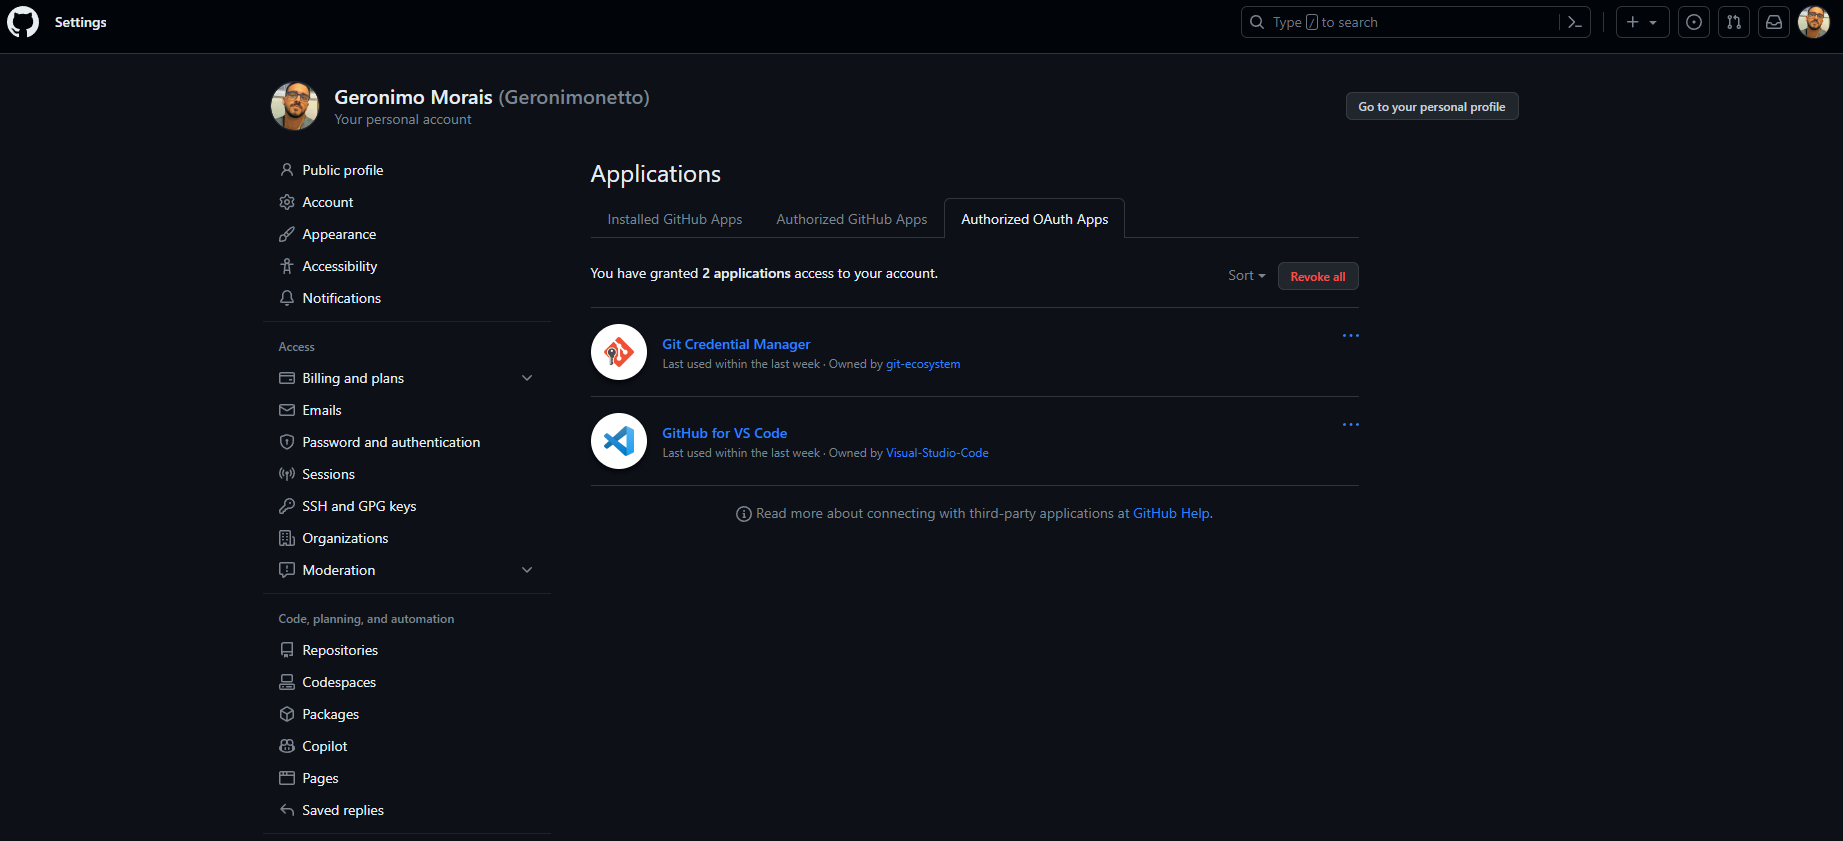 Settings
Type / to search
Geronimo Morais (Geronimonetto)
Your personal account
Go to your personal profile
Public profile
Account
Appearance
Accessibility
Notifications
Access
Billing and plans
Emails
Password and authentication
Sessions
SSH and GPG keys
Organizations
Moderation
Code, planning, and automation
Repositories
Codespaces
Packages
Copilot
Pages
Saved replies
Applications
Installed GitHub Apps
Authorized GitHub Apps
Authorized OAuth Apps
You have granted 2 applications access to your account.
Sort
Revoke all
Git Credential Manager
Last used within the last week · Owned by git-ecosystem
GitHub for VS Code
Last used within the last week · Owned by Visual-Studio-Code
Read more about connecting with third-party applications at GitHub Help.